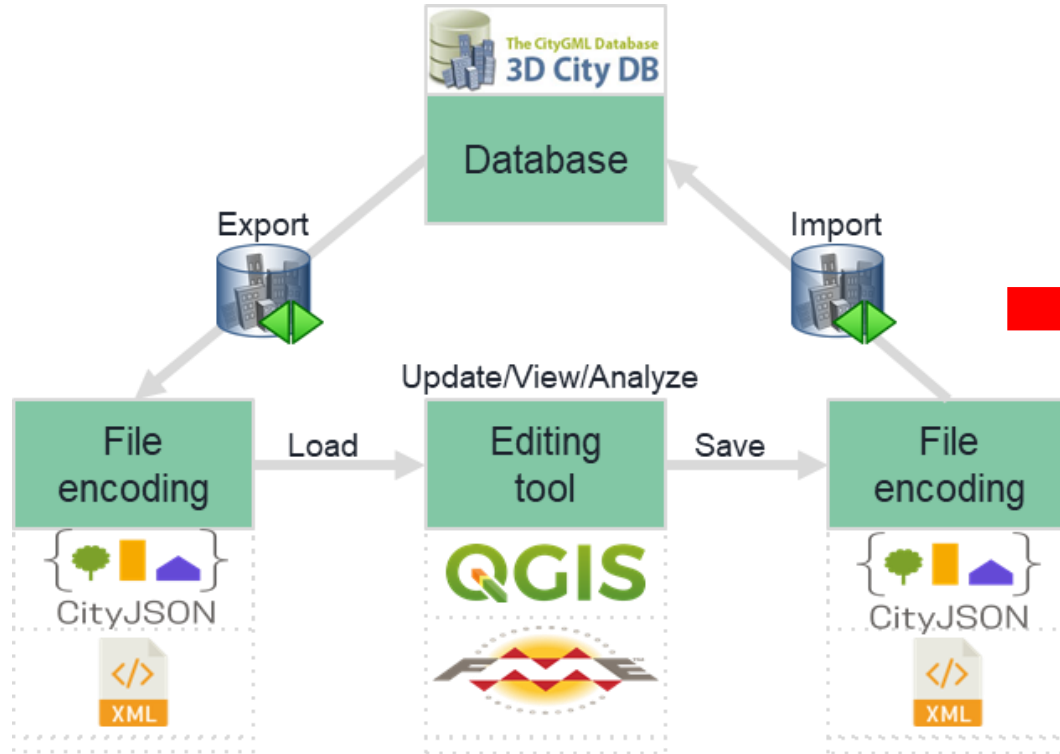 The CityGML Database
3D City DB
Database
Export
Import
Update/View/Analyze
File
encoding
Load
Editing
tool
Save
File
encoding
CityJSON
QGIS
CityJSON
</>
XML
FME
</>
XML